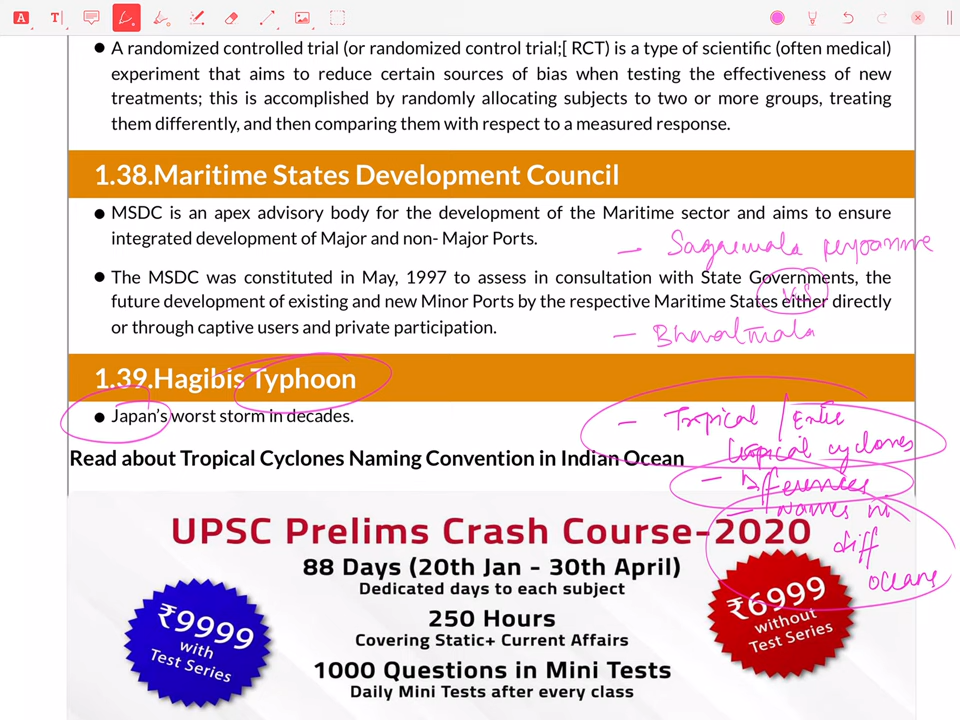 A
T
● A randomized controlled trial (or randomized control trial;[ RCT) is a type of scientific (often medical)
experiment that aims to reduce certain sources of bias when testing the effectiveness of new
treatments; this is accomplished by randomly allocating subjects to two or more groups, treating
them differently, and then comparing them with respect to a measured response.
1.38.Maritime States Development Council
● MSDC is an apex advisory body for the development of the Maritime sector and aims to ensure
integrated development of Major and non- Major Ports.
— Sagarmala
● The MSDC was constituted in May, 1997 to assess in consultation with State Governments, the
future development of existing and new Minor Ports by the respective Maritime States either directly
or through captive users and private participation.
— Bharatmala
1.39.Hagibis Typhoon
● Japan's worst storm in decades.
— Tropical /
tropical cyclones
Read about Tropical Cyclones Naming Convention in Indian Ocean
— Differences
— names in
diff
oceans
UPSC Prelims Crash Course-2020
88 Days (20th Jan - 30th April)
Dedicated days to each subject
250 Hours
Covering Static+ Current Affairs
1000 Questions in Mini Tests
Daily Mini Tests after every class
₹9999
with
Test Series
₹6999
without
Test Series